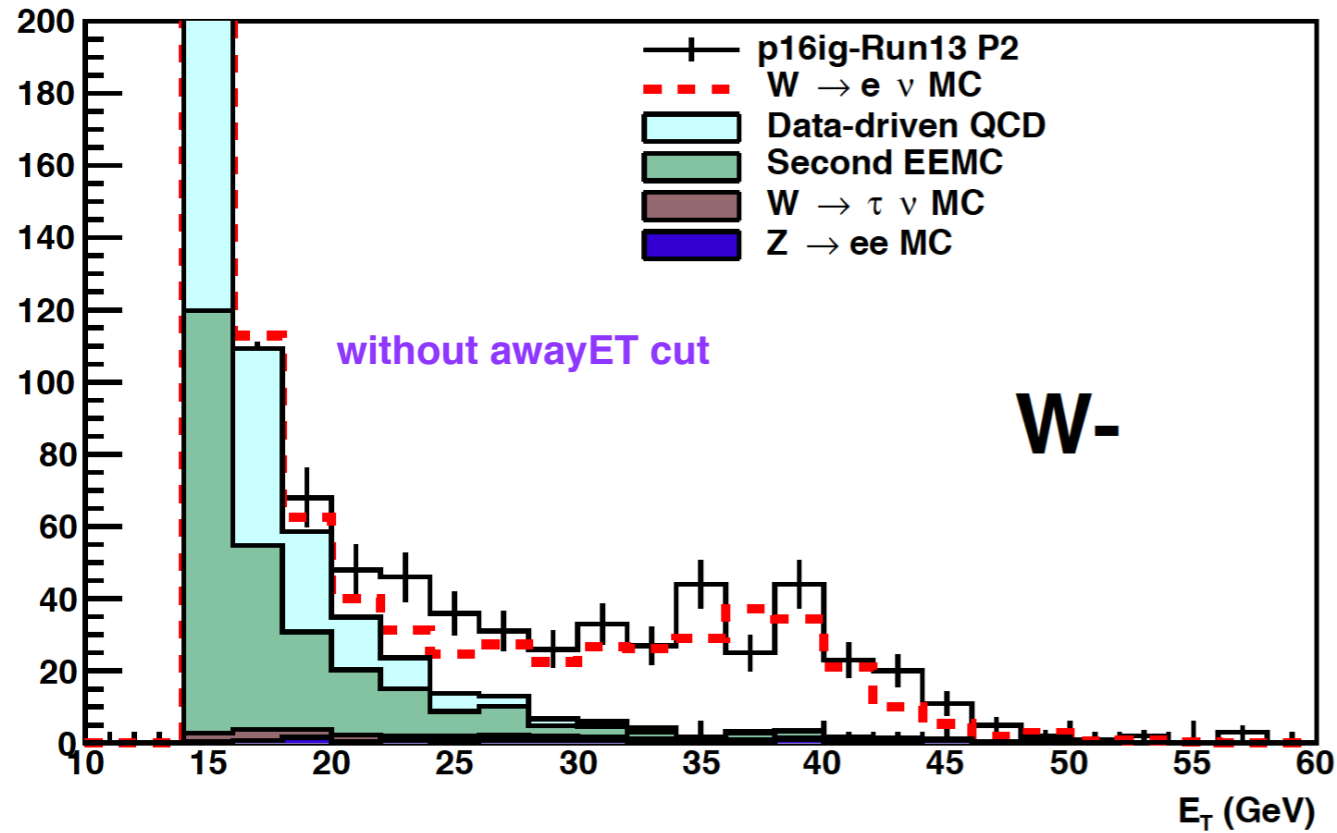 200
180
160
140
120
100
80
60
40
20
0
p16ig-Run13 P2
W → e ν MC
Data-driven QCD
Second EEMC
W → τ ν MC
Z → ee MC
without awayET cut
W-
10 15 20 25 30 35 40 45 50 55 60
E_T (GeV)